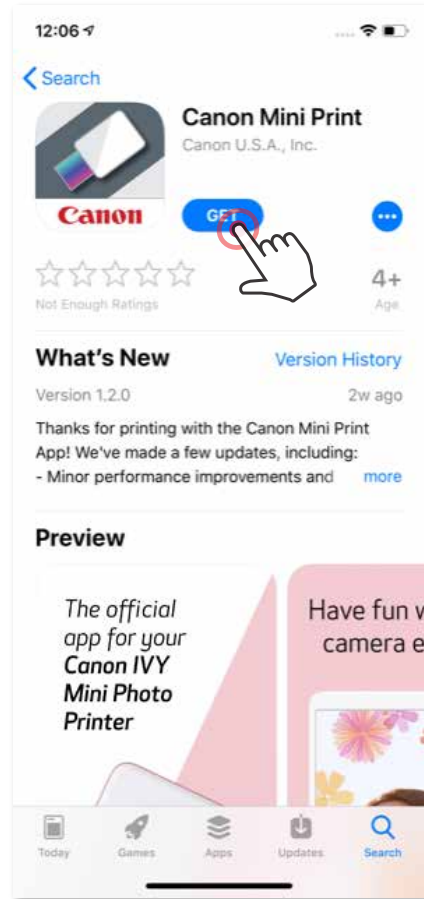 12:06
Search
Canon Mini Print
Canon U.S.A., Inc.
Canon
GET
4+
Not Enough Ratings
Age
What's New
Version History
Version 1.2.0
2w ago
Thanks for printing with the Canon Mini Print
App! We've made a few updates, including:
- Minor performance improvements and more
Preview
The official
app for your
Canon IVY
Mini Photo
Printer
Have fun w
camera e
Today
Games
Apps
Updates
Search